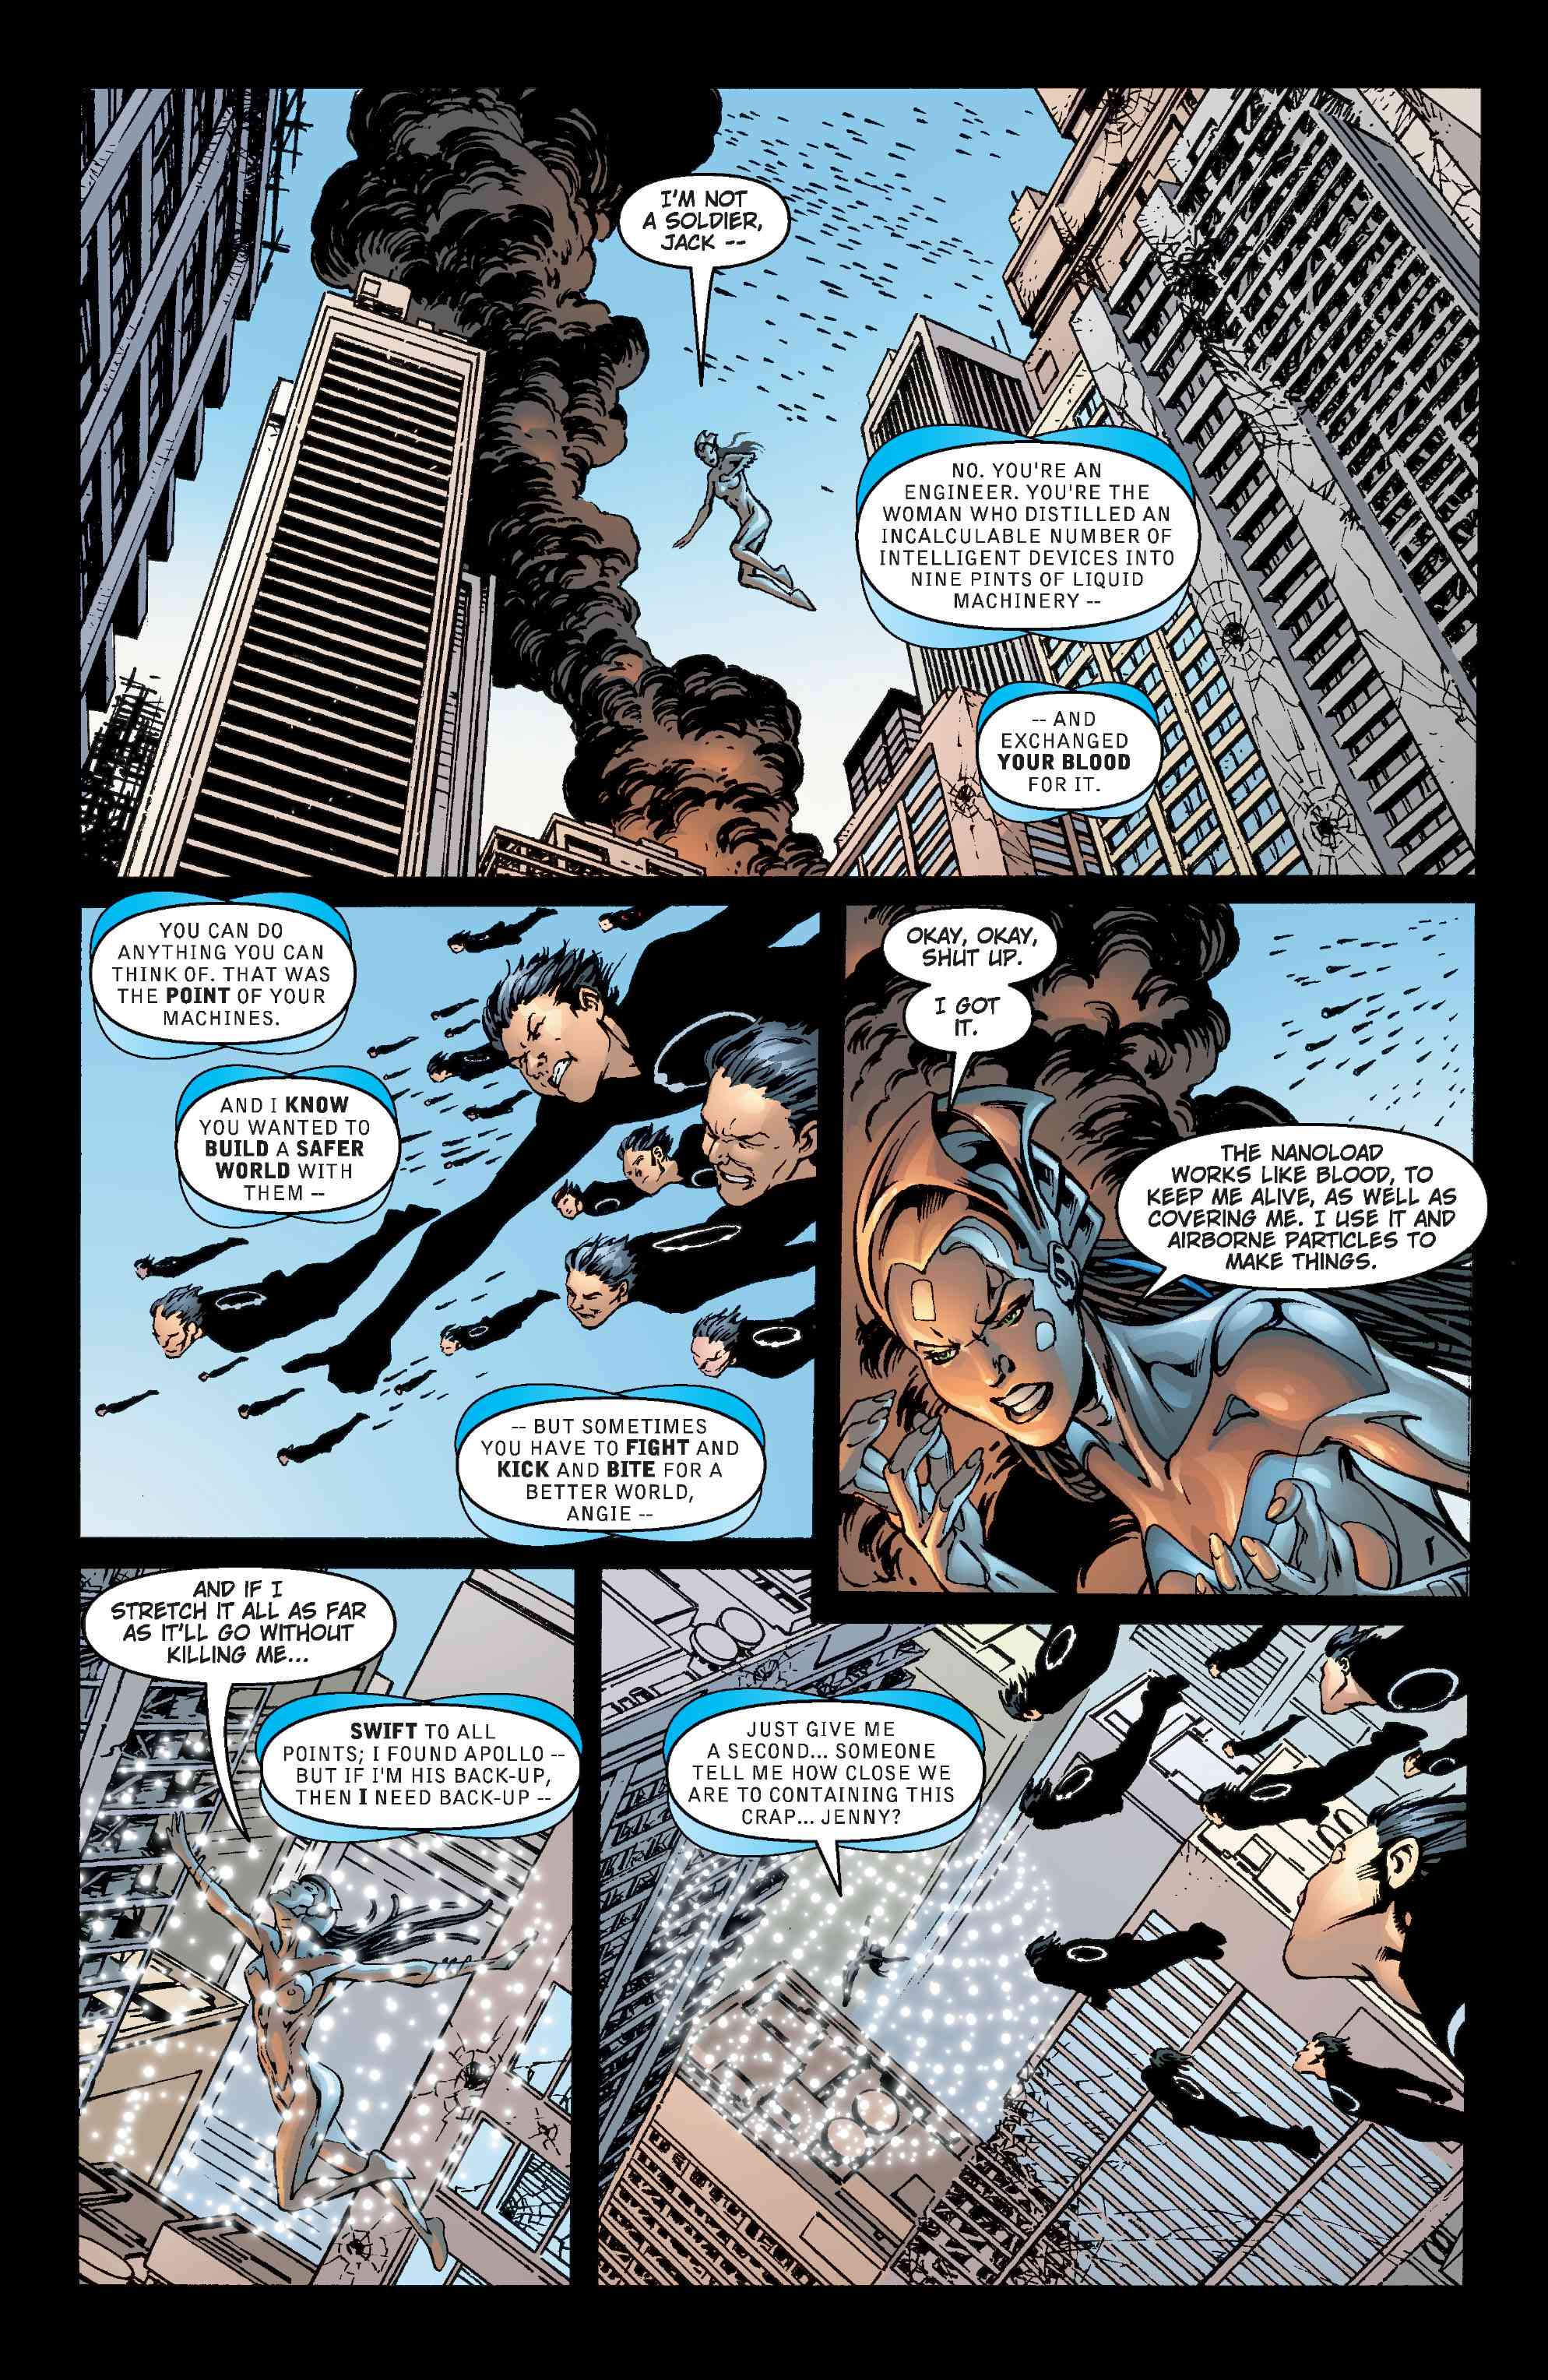 I'M NOT
A SOLDIER,
JACK --
NO. YOU'RE AN
ENGINEER. YOU'RE THE
WOMAN WHO DISTILLED AN
INCALCULABLE NUMBER OF
INTELLIGENT DEVICES INTO
NINE PINTS OF LIQUID
MACHINERY --
-- AND
EXCHANGED
YOUR BLOOD
FOR IT.
YOU CAN DO
ANYTHING YOU CAN
THINK OF. THAT WAS
THE POINT OF YOUR
MACHINES.
AND I KNOW
YOU WANTED TO
BUILD A SAFER
WORLD WITH
THEM --
-- BUT SOMETIMES
YOU HAVE TO FIGHT AND
KICK AND BITE FOR A
BETTER WORLD,
ANGIE --
OKAY, OKAY,
SHUT UP.
I GOT
IT.
THE NANOLOAD
WORKS LIKE BLOOD, TO
KEEP ME ALIVE, AS WELL AS
COVERING ME. I USE IT AND
AIRBORNE PARTICLES TO
MAKE THINGS.
AND IF I
STRETCH IT ALL AS FAR
AS IT'LL GO WITHOUT
KILLING ME...
SWIFT TO ALL
POINTS; I FOUND APOLLO --
BUT IF I'M HIS BACK-UP,
THEN I NEED BACK-UP --
JUST GIVE ME
A SECOND... SOMEONE
TELL ME HOW CLOSE WE
ARE TO CONTAINING THIS
CRAP... JENNY?